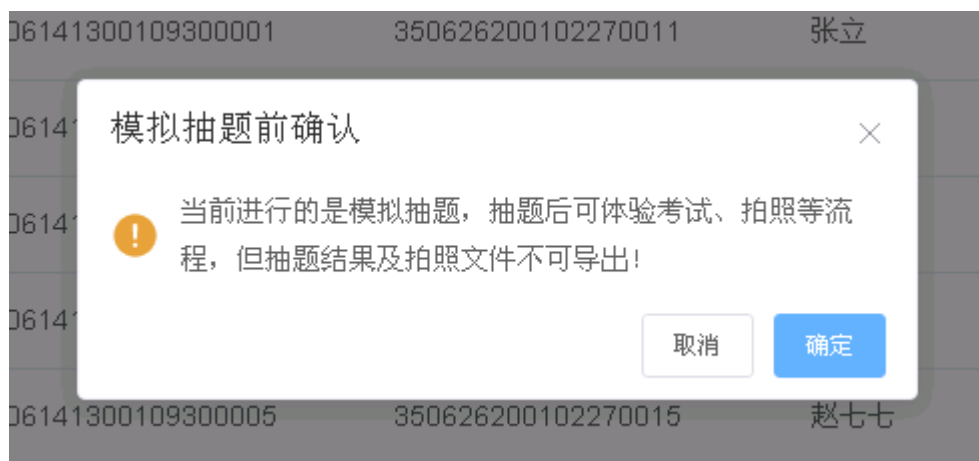 06141300109300001 350626200102270011 张立
模拟抽题前确认
0614
当前进行的是模拟抽题，抽题后可体验考试、拍照等流
0614
程，但抽题结果及拍照文件不可导出！
0614
取消 确定
06141300109300005 350626200102270015 赵七七